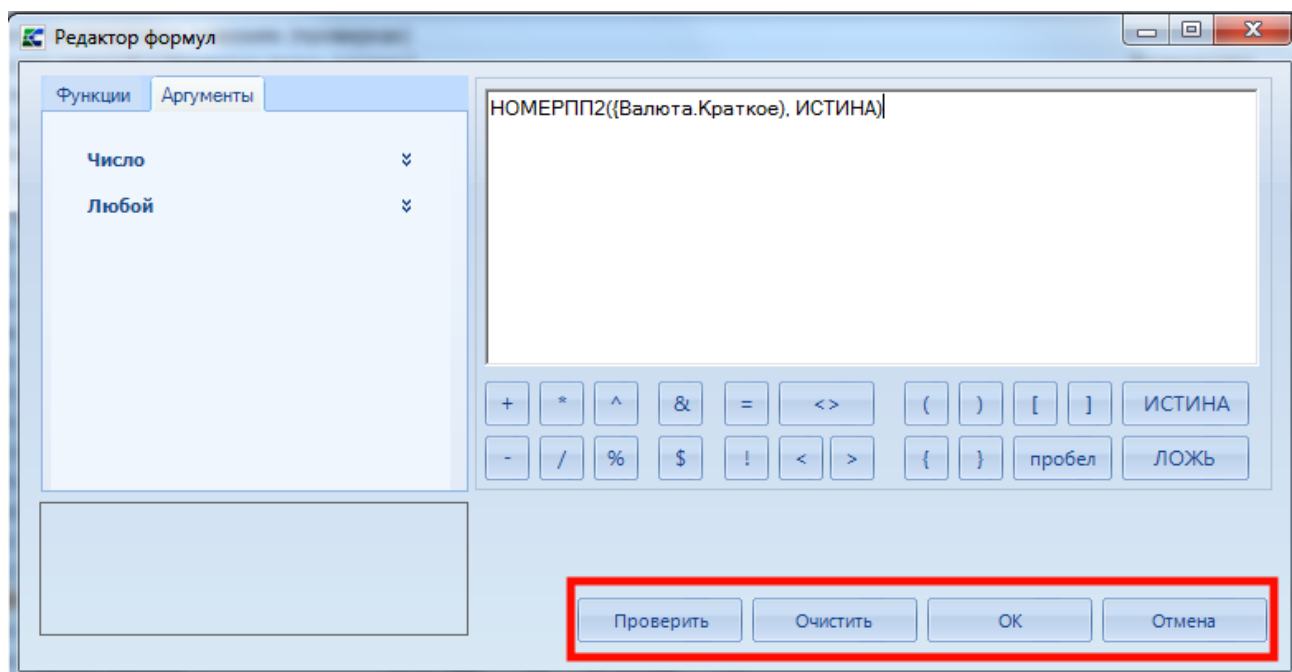 Редактор формул
Функции Аргументы
Число
Любой
НОМЕРПП2({Валюта.Краткое), ИСТИНА)
+ * ^ & = <> ( ) [ ] ИСТИНА
- / % $ ! < > { } пробел ЛОЖЬ
Проверить Очистить ОК Отмена